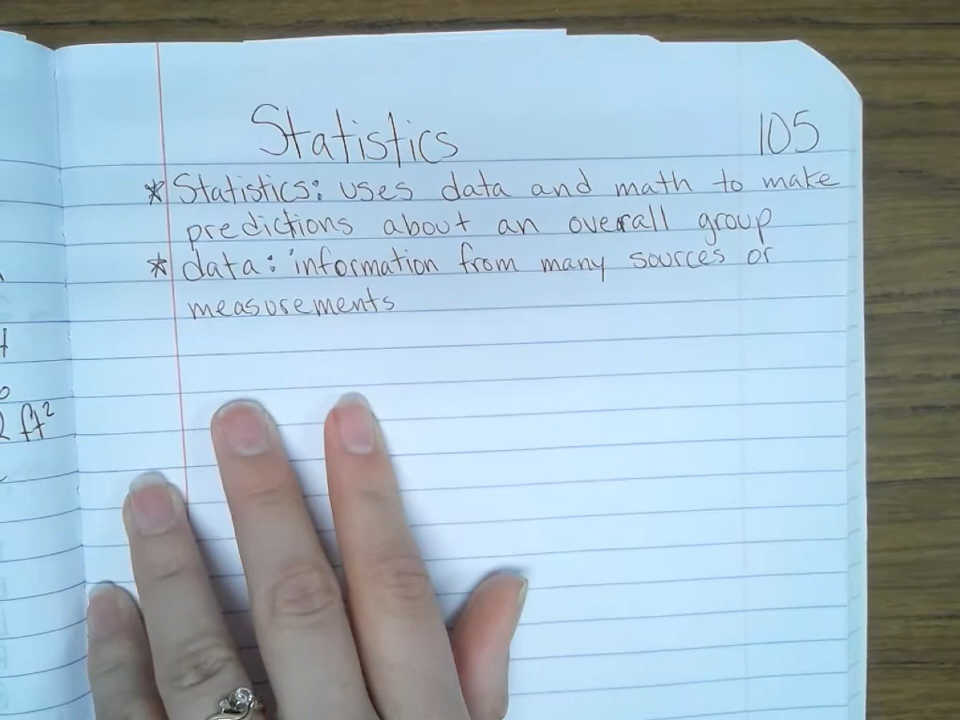 Statistics 105
* Statistics: uses data and math to make
predictions about an overall group
* data: information from many sources or
measurements
ft²